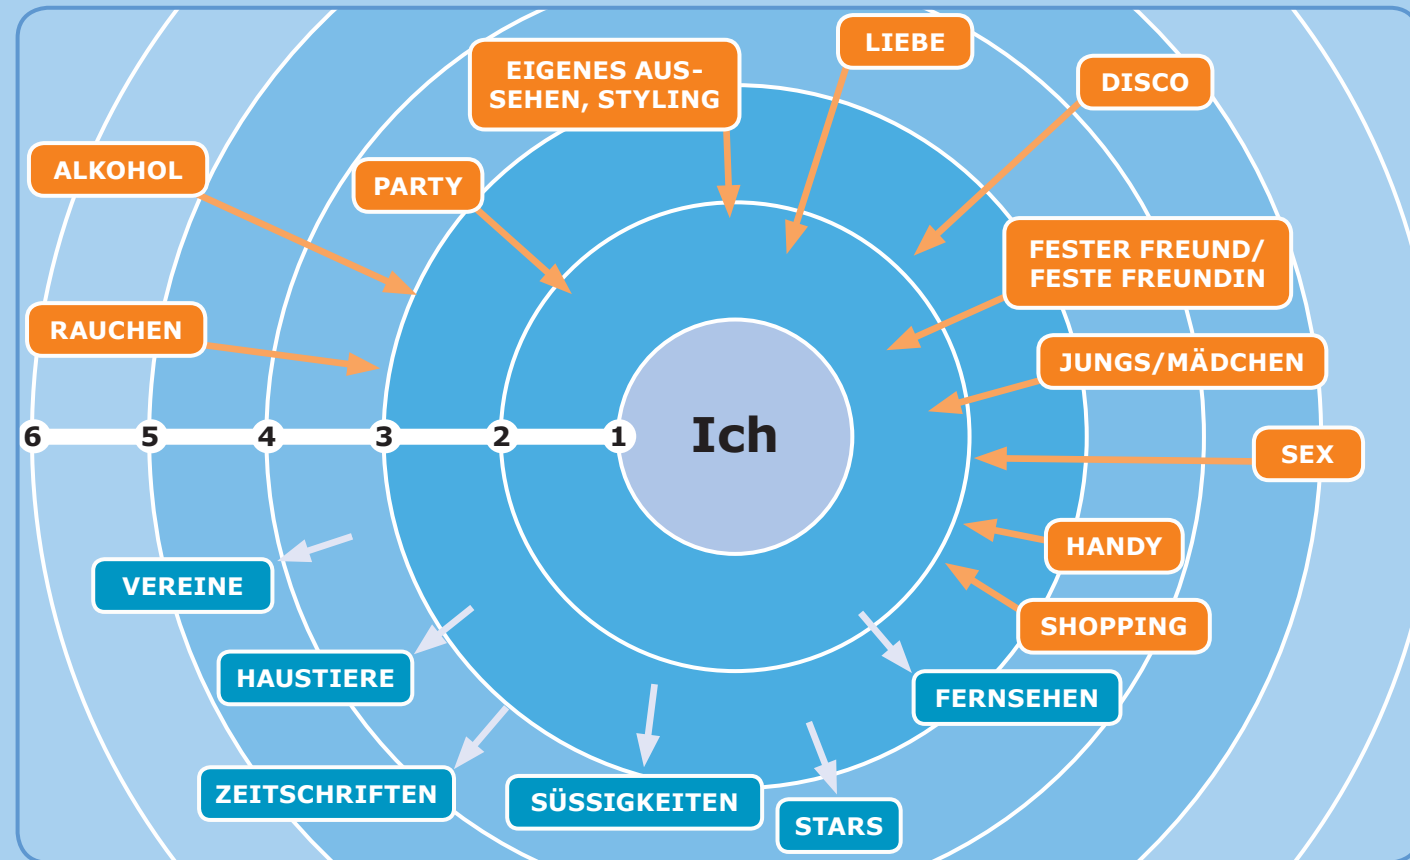 LIEBE
EIGENES AUS-
SEHEN, STYLING
DISCO
ALKOHOL
PARTY
FESTER FREUND/
FESTE FREUNDIN
RAUCHEN
JUNGS/MÄDCHEN
6 5 4 3 2 1
Ich
SEX
HANDY
VEREINE
SHOPPING
HAUSTIERE
FERNSEHEN
ZEITSCHRIFTEN
SÜSSIGKEITEN
STARS